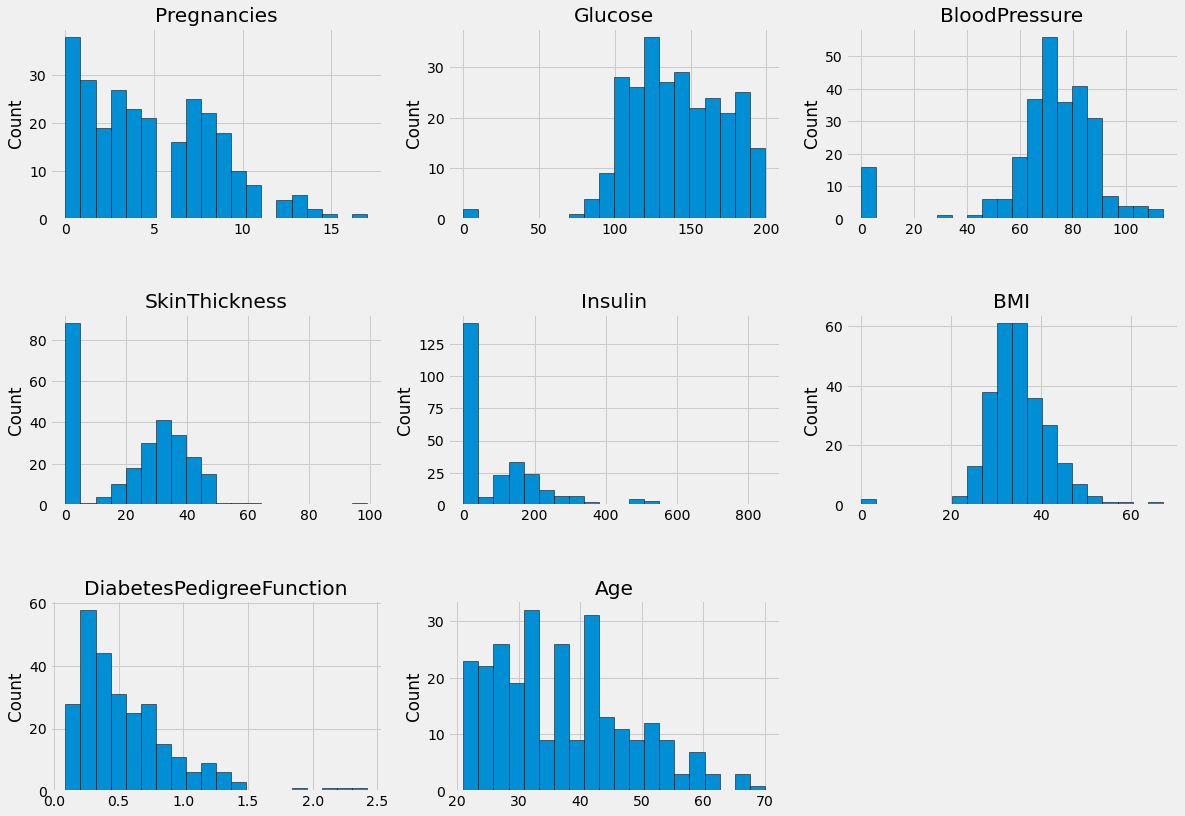 Pregnancies
Count
30
20
10
0
0 5 10 15
Glucose
Count
30
20
10
0
0 50 100 150 200
BloodPressure
Count
50
40
30
20
10
0
0 20 40 60 80 100
SkinThickness
Count
80
60
40
20
0
0 20 40 60 80 100
Insulin
Count
125
100
75
50
25
0
0 200 400 600 800
BMI
Count
60
40
20
0
0 20 40 60
DiabetesPedigreeFunction
Count
60
40
20
0
0.0 0.5 1.0 1.5 2.0 2.5
Age
Count
30
20
10
0
20 30 40 50 60 70